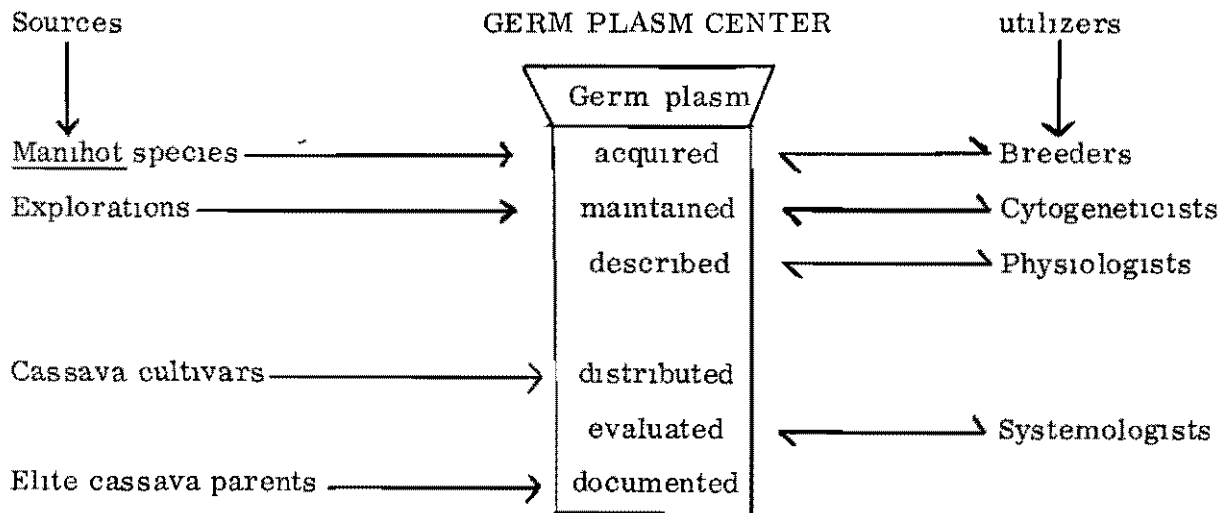 Sources GERM PLASM CENTER utilizers
Germ plasm
Manihot species acquired Breeders
Explorations maintained Cytogeneticists
described Physiologists
Cassava cultivars distributed
evaluated Systemologists
Elite cassava parents documented